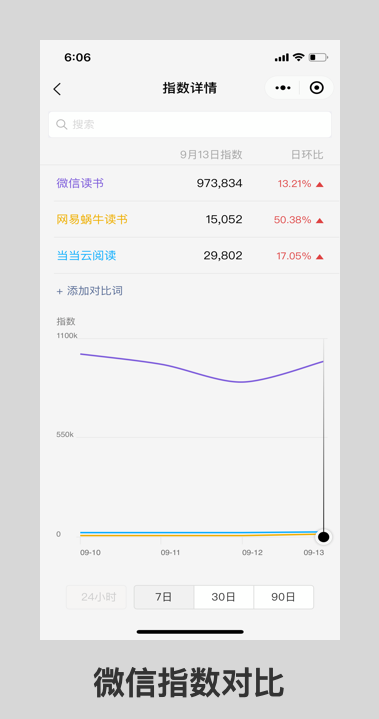 6:06
指数详情
搜索
9月13日指数 日环比
微信读书 973,834 13.21%
网易蜗牛读书 15,052 50.38%
当当云阅读 29,802 17.05%
+ 添加对比词
指数
1100k
550k
0
09-10 09-11 09-12 09-13
24小时 7日 30日 90日
微信指数对比